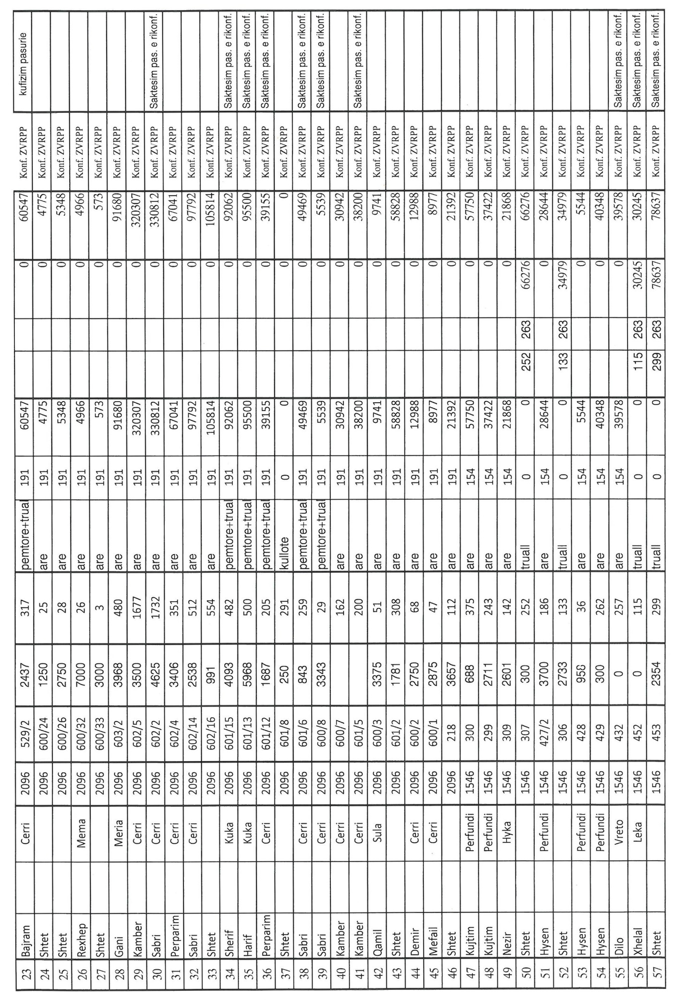 23 Bajram Cerri 2096 529/2 2437 317 pemtore+trual 191 60547 0 60547 Konf. ZVRPP kufizim pasurie
24 Shtet 2096 600/24 1250 25 are 191 4775 0 4775 Konf. ZVRPP
25 Shtet 2096 600/26 2750 28 are 191 5348 0 5348 Konf. ZVRPP
26 Rexhep Mema 2096 600/32 7000 26 are 191 4966 0 4966 Konf. ZVRPP
27 Shtet 2096 600/33 3000 3 are 191 573 0 573 Konf. ZVRPP
28 Gani Meria 2096 603/2 3968 480 are 191 91680 0 91680 Konf. ZVRPP
29 Kamber Cerri 2096 602/5 3500 1677 are 191 320307 0 320307 Konf. ZVRPP
30 Sabri Cerri 2096 602/2 4625 1732 are 191 330812 0 330812 Konf. ZVRPP Saktesim pas. e rikonf.
31 Perparim Cerri 2096 602/4 3406 351 are 191 67041 0 67041 Konf. ZVRPP
32 Sabri Cerri 2096 602/14 2538 512 are 191 97792 0 97792 Konf. ZVRPP
33 Shtet 2096 602/16 991 554 are 191 105814 0 105814 Konf. ZVRPP
34 Sherif Kuka 2096 601/15 4093 482 pemtore+trual 191 92062 0 92062 Konf. ZVRPP Saktesim pas. e rikonf.
35 Harif Kuka 2096 601/13 5968 500 pemtore+trual 191 95500 0 95500 Konf. ZVRPP Saktesim pas. e rikonf.
36 Perparim Cerri 2096 601/12 1687 205 pemtore+trual 191 39155 0 39155 Konf. ZVRPP Saktesim pas. e rikonf.
37 Shtet 2096 601/8 250 291 kullote 0 0 0 0 Konf. ZVRPP
38 Sabri Cerri 2096 601/6 843 259 pemtore+trual 191 49469 0 49469 Konf. ZVRPP Saktesim pas. e rikonf.
39 Sabri Cerri 2096 600/8 3343 29 pemtore+trual 191 5539 0 5539 Konf. ZVRPP Saktesim pas. e rikonf.
40 Kamber Cerri 2096 600/7 162 are 191 30942 0 30942 Konf. ZVRPP
41 Kamber Cerri 2096 601/5 200 are 191 38200 0 38200 Konf. ZVRPP Saktesim pas. e rikonf.
42 Qamil Sula 2096 600/3 3375 51 are 191 9741 0 9741 Konf. ZVRPP
43 Shtet 2096 601/2 1781 308 are 191 58828 0 58828 Konf. ZVRPP
44 Demir Cerri 2096 600/2 2750 68 are 191 12988 0 12988 Konf. ZVRPP
45 Mefail Cerri 2096 600/1 2875 47 are 191 8977 0 8977 Konf. ZVRPP
46 Shtet 2096 218 3657 112 are 191 21392 0 21392 Konf. ZVRPP
47 Kujtim Perfundi 1546 300 688 375 are 154 57750 0 57750 Konf. ZVRPP
48 Kujtim Perfundi 1546 299 2711 243 are 154 37422 0 37422 Konf. ZVRPP
49 Nezir Hyka 1546 309 2601 142 are 154 21868 0 21868 Konf. ZVRPP
50 Shtet 1546 307 300 252 truall 0 0 252 263 66276 66276 Konf. ZVRPP
51 Hysen Perfundi 1546 427/2 3700 186 are 154 28644 0 28644 Konf. ZVRPP
52 Shtet 1546 306 2733 133 truall 0 0 133 263 34979 34979 Konf. ZVRPP
53 Hysen Perfundi 1546 428 958 36 are 154 5544 0 5544 Konf. ZVRPP
54 Hysen Perfundi 1546 429 300 262 are 154 40348 0 40348 Konf. ZVRPP
55 Dilo Vreto 1546 432 0 257 are 154 39578 0 39578 Konf. ZVRPP Saktesim pas. e rikonf.
56 Xhelal Leka 1546 452 0 115 truall 0 0 115 263 30245 30245 Konf. ZVRPP Saktesim pas. e rikonf.
57 Shtet 1546 453 2354 299 truall 0 0 299 263 78637 78637 Konf. ZVRPP Saktesim pas. e rikonf.